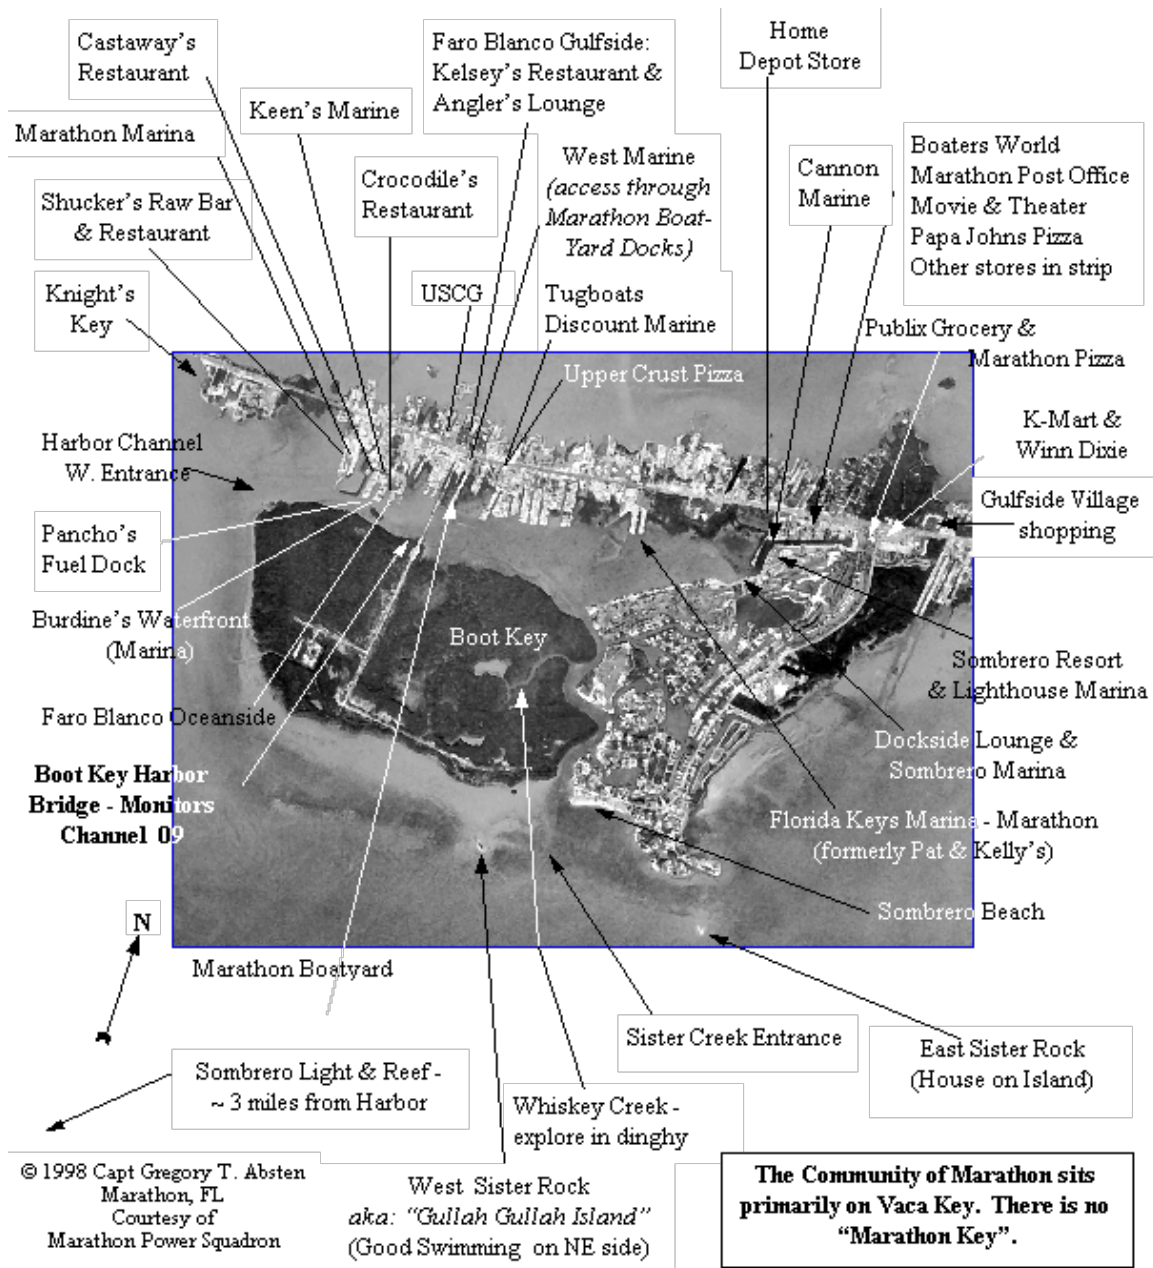 Castaway's
Restaurant
Faro Blanco Gulfside:
Kelsey's Restaurant &
Angler's Lounge
Home
Depot Store
Keen's Marine
Marathon Marina
Boaters World
Marathon Post Office
Movie & Theater
Papa Johns Pizza
Other stores in strip
West Marine
(access through
Marathon Boat-
Yard Docks)
Cannon
Marine
Crocodile's
Restaurant
Shucker's Raw Bar
& Restaurant
Knight's
Key
USCG
Tugboats
Discount Marine
Publix Grocery &
Marathon Pizza
Upper Crust Pizza
K-Mart &
Winn Dixie
Harbor Channel
W. Entrance
Gulfside Village
shopping
Pancho's
Fuel Dock
Burdine's Waterfront
(Marina)
Boot Key
Sombrero Resort
& Lighthouse Marina
Faro Blanco Oceanside
Dockside Lounge &
Sombrero Marina
Boot Key Harbor
Bridge - Monitors
Channel 09
Florida Keys Marina - Marathon
(formerly Pat & Kelly's)
Sombrero Beach
N
Marathon Boatyard
Sister Creek Entrance
East Sister Rock
(House on Island)
Sombrero Light & Reef -
~ 3 miles from Harbor
Whiskey Creek -
explore in dinghy
© 1998 Capt Gregory T. Absten
Marathon, FL
Courtesy of
Marathon Power Squadron
West Sister Rock
aka: "Gullah Gullah Island"
(Good Swimming on NE side)
The Community of Marathon sits
primarily on Vaca Key. There is no
"Marathon Key".